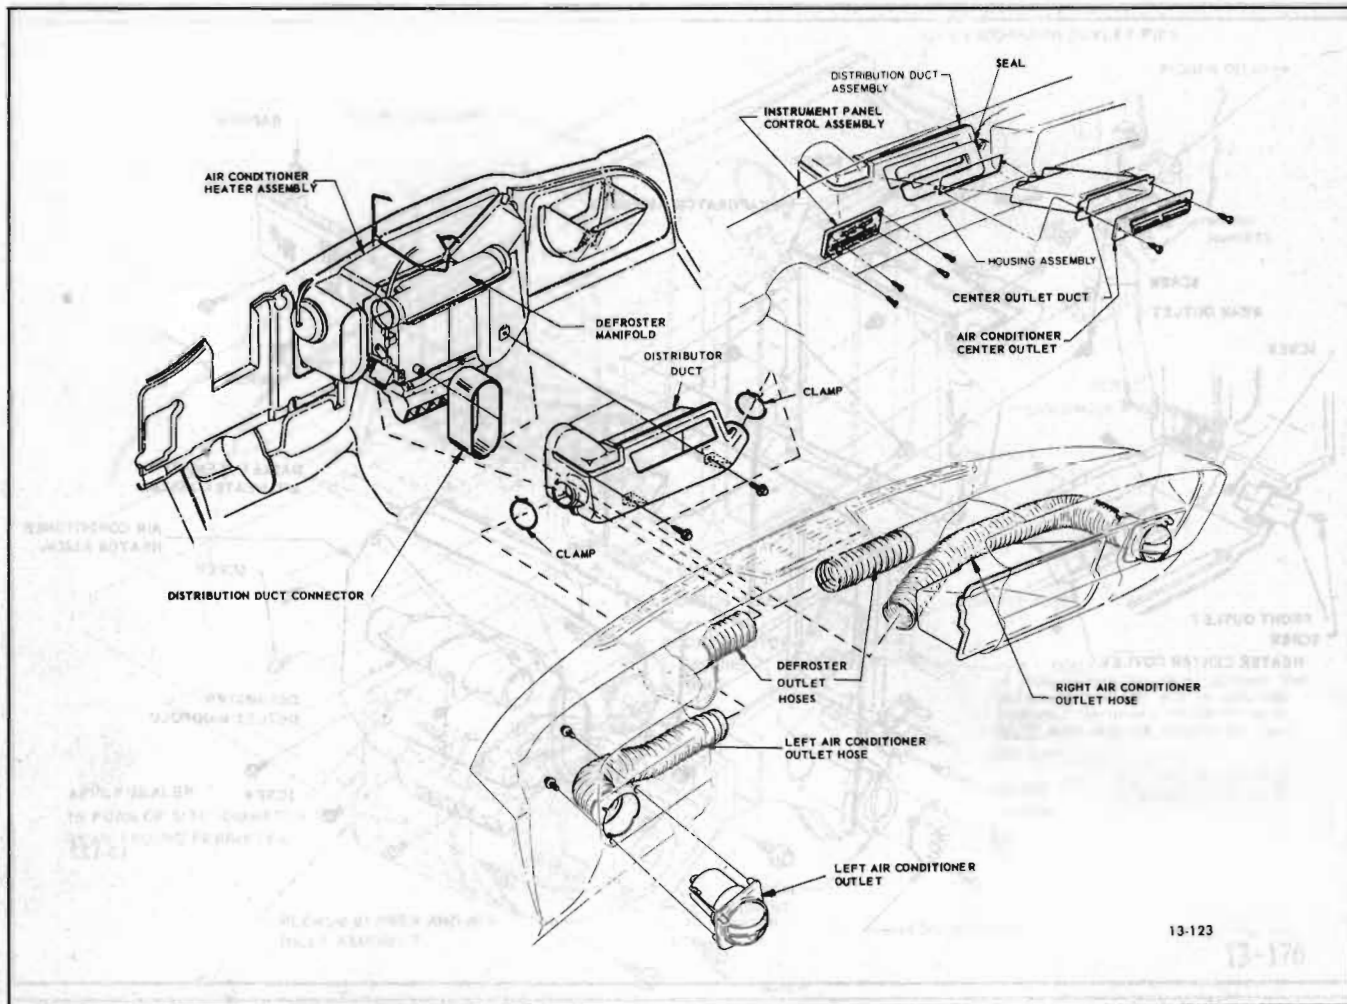 SEAL
DISTRIBUTION DUCT
ASSEMBLY
INSTRUMENT PANEL
CONTROL ASSEMBLY
AIR CONDITIONER
HEATER ASSEMBLY
HOUSING ASSEMBLY
CENTER OUTLET DUCT
DEFROSTER
MANIFOLD
AIR CONDITIONER
CENTER OUTLET
DISTRIBUTOR
DUCT
CLAMP
CLAMP
DISTRIBUTION DUCT CONNECTOR
DEFROSTER
OUTLET
HOSES
RIGHT AIR CONDITIONER
OUTLET HOSE
LEFT AIR CONDITIONER
OUTLET HOSE
LEFT AIR CONDITIONER
OUTLET
13-123
13-176